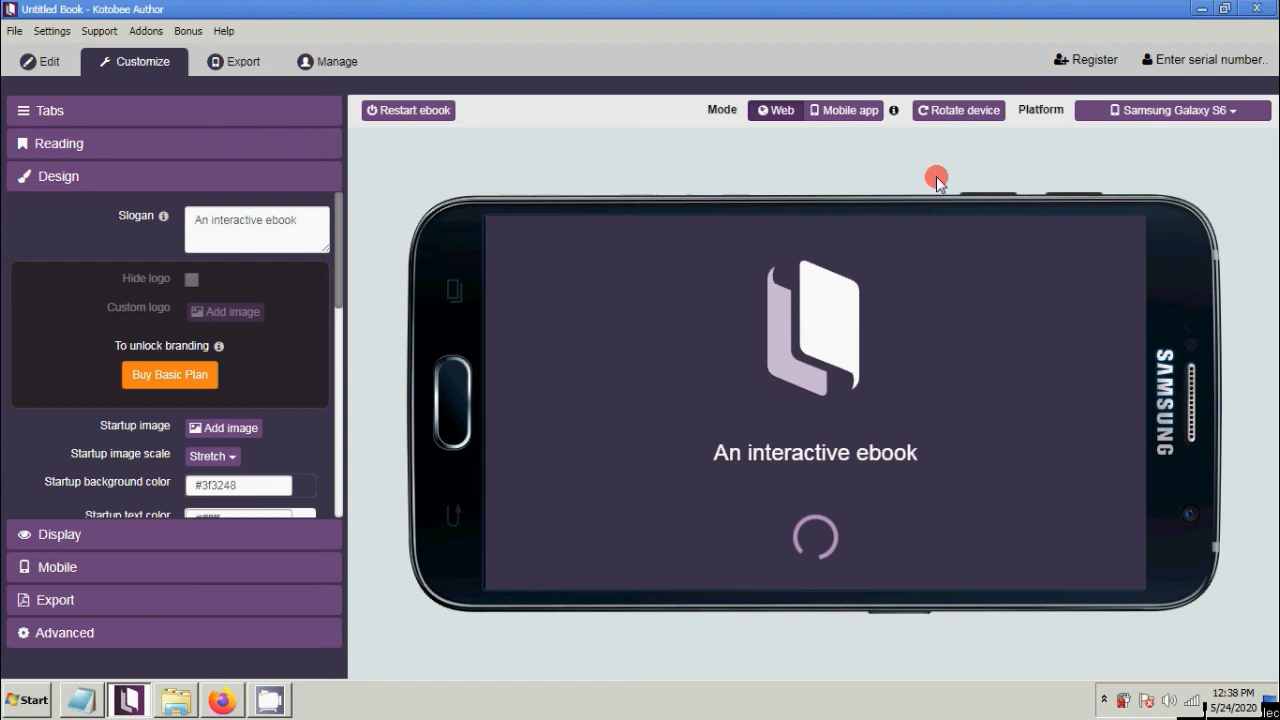 Untitled Book - Kotobee Author
File Settings Support Addons Bonus Help
Edit Customize Export Manage
Register Enter serial number..
Tabs
Restart ebook Mode Web Mobile app Rotate device Platform Samsung Galaxy S6
Reading
Design
Slogan An interactive ebook
Hide logo
Custom logo Add image
To unlock branding
Buy Basic Plan
Startup image Add image
Startup image scale Stretch
Startup background color #3f3248
Startup text color
An interactive ebook
SAMSUNG
Display
Mobile
Export
Advanced
Start
12:38 PM
5/24/2020